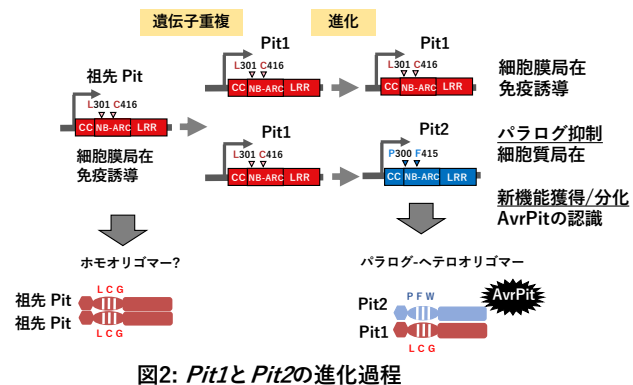 遺伝子重複
進化
祖先 Pit
L301 C416
CC NB-ARC LRR
細胞膜局在
免疫誘導
Pit1
L301 C416
CC NB-ARC LRR
Pit1
L301 C416
CC NB-ARC LRR
細胞膜局在
免疫誘導
Pit1
L301 C416
CC NB-ARC LRR
Pit2
P300 F415
CC NB-ARC LRR
パラログ抑制
細胞質局在
新機能獲得/分化
AvrPitの認識
ホモオリゴマー?
L C G
祖先 Pit
祖先 Pit
L C G
パラログ-ヘテロオリゴマー
P F W
AvrPit
Pit2
Pit1
L C G
図2: Pit1とPit2の進化過程